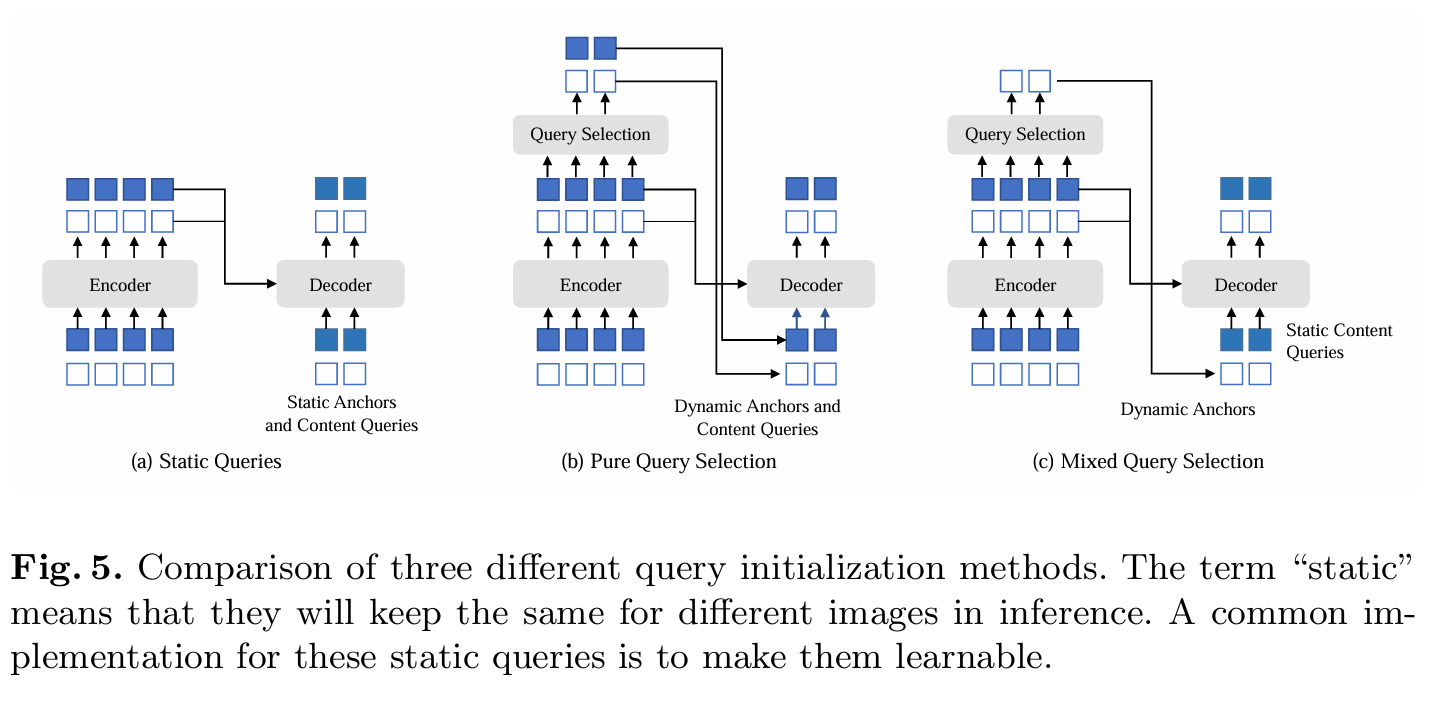 Query Selection
Query Selection
Encoder
Decoder
Encoder
Decoder
Encoder
Decoder
Static Anchors
and Content Queries
Dynamic Anchors and
Content Queries
Static Content
Queries
Dynamic Anchors
(a) Static Queries
(b) Pure Query Selection
(c) Mixed Query Selection
Fig. 5. Comparison of three different query initialization methods. The term “static”
means that they will keep the same for different images in inference. A common im-
plementation for these static queries is to make them learnable.